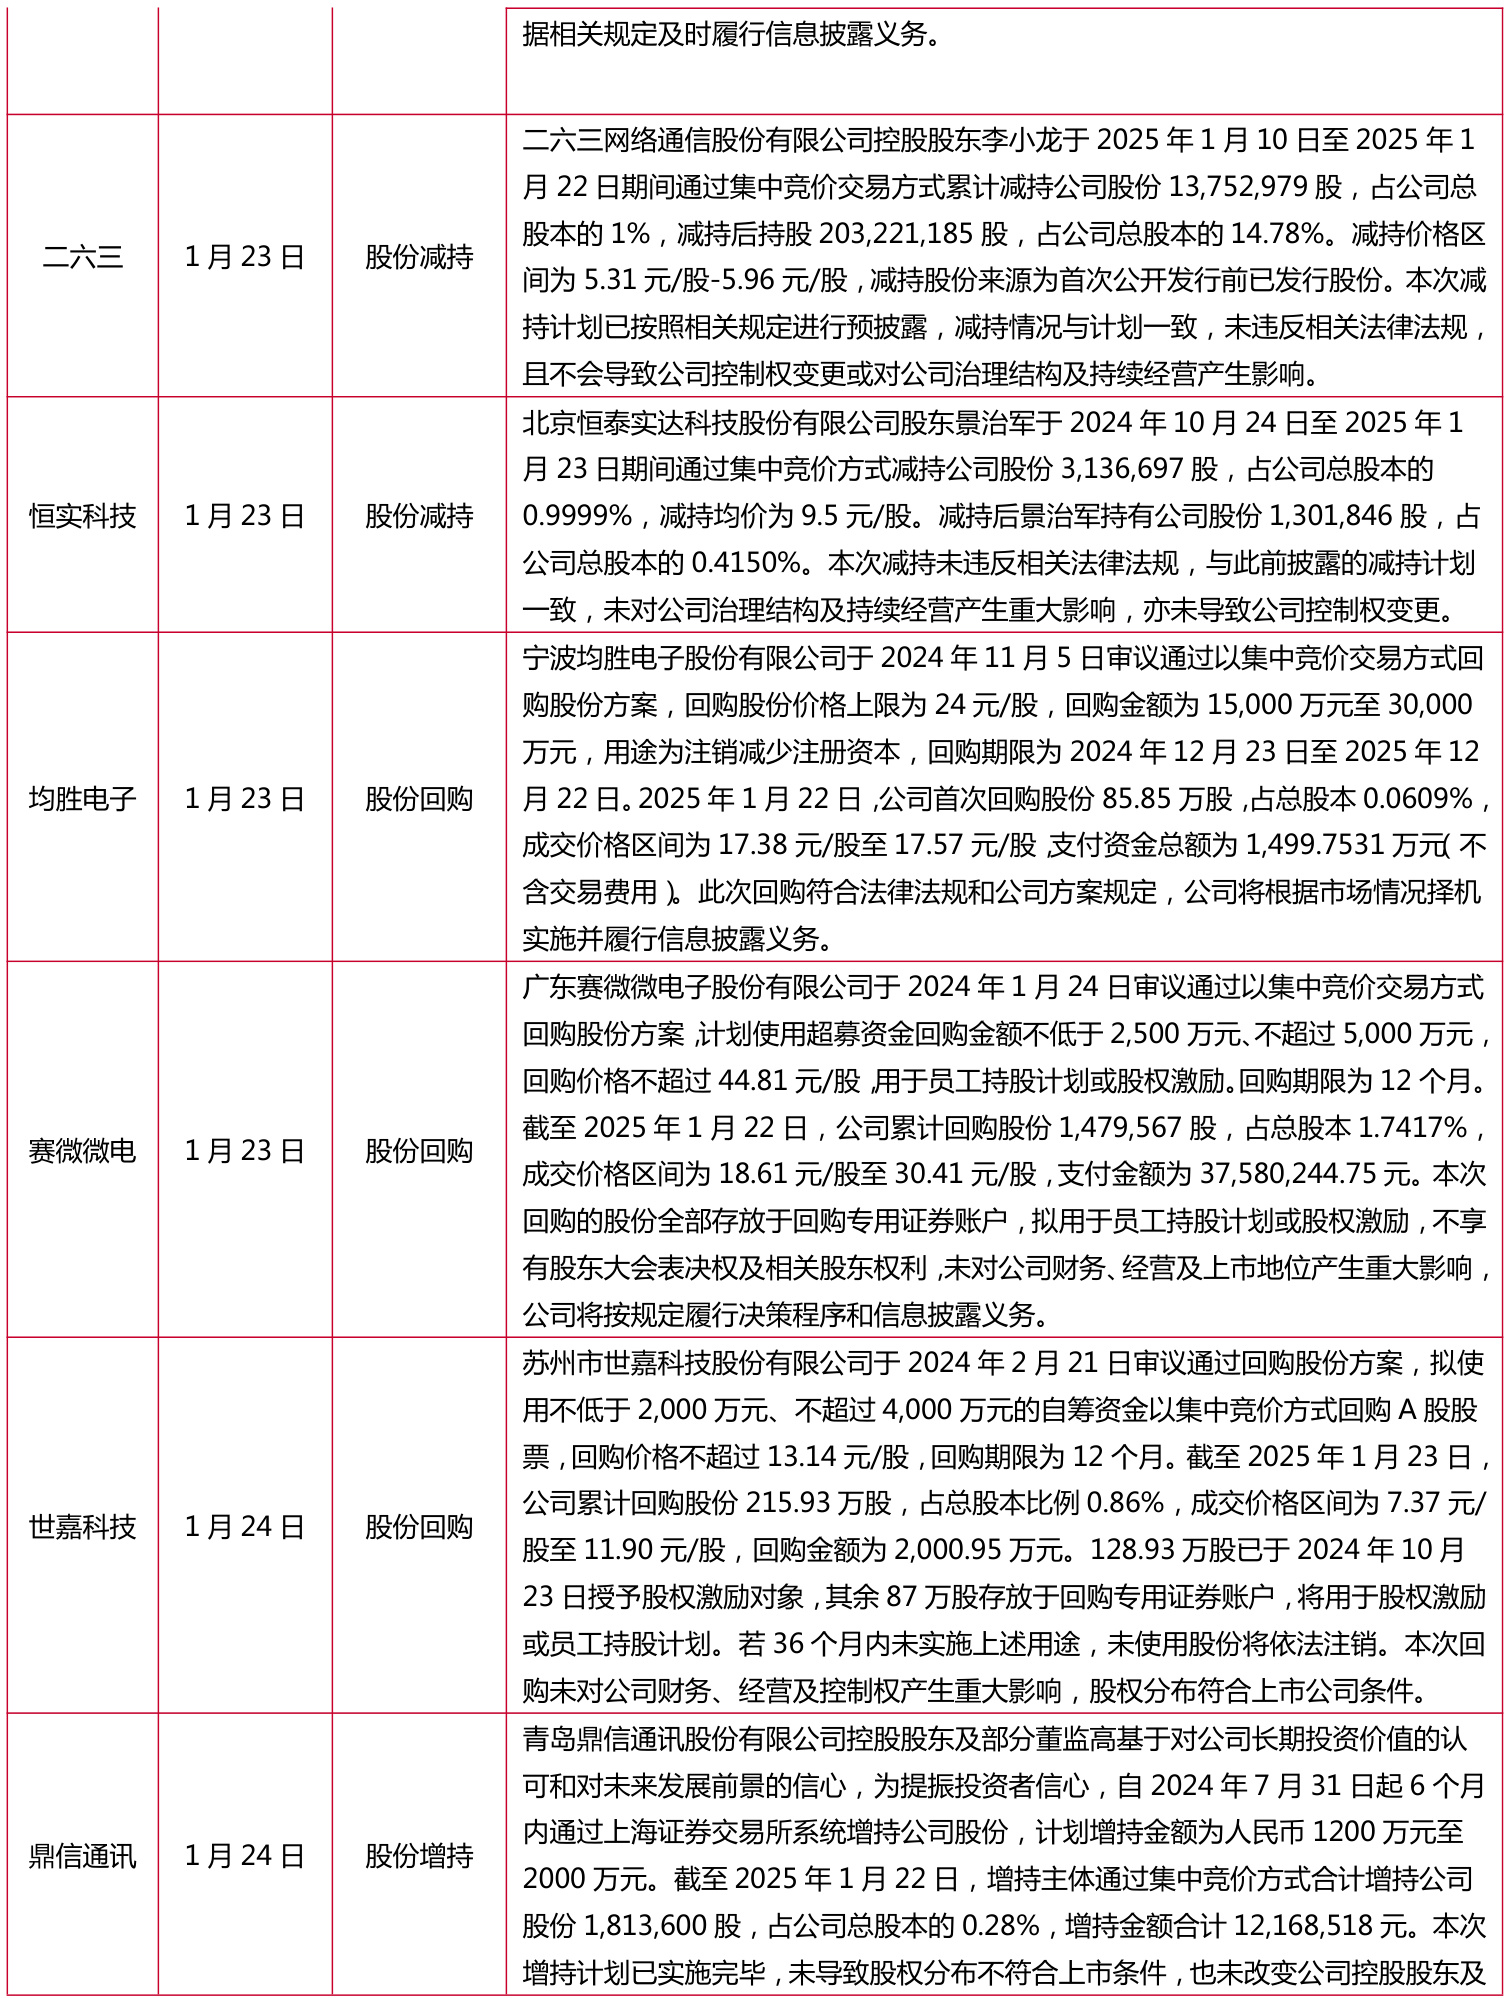 据相关规定及时履行信息披露义务。
二六三
1 月 23 日
股份减持
二六三网络通信股份有限公司控股股东李小龙于 2025 年 1 月 10 日至 2025 年 1
月 22 日期间通过集中竞价交易方式累计减持公司股份 13,752,979 股，占公司总
股本的 1%，减持后持股 203,221,185 股，占公司总股本的 14.78%。减持价格区
间为 5.31 元/股-5.96 元/股，减持股份来源为首次公开发行前已发行股份。本次减
持计划已按照相关规定进行预披露，减持情况与计划一致，未违反相关法律法规，
且不会导致公司控制权变更或对公司治理结构及持续经营产生影响。
恒实科技
1 月 23 日
股份减持
北京恒泰实达科技股份有限公司股东景治军于 2024 年 10 月 24 日至 2025 年 1
月 23 日期间通过集中竞价方式减持公司股份 3,136,697 股，占公司总股本的
0.9999%，减持均价为 9.5 元/股。减持后景治军持有公司股份 1,301,846 股，占
公司总股本的 0.4150%。本次减持未违反相关法律法规，与此前披露的减持计划
一致，未对公司治理结构及持续经营产生重大影响，亦未导致公司控制权变更。
均胜电子
1 月 23 日
股份回购
宁波均胜电子股份有限公司于 2024 年 11 月 5 日审议通过以集中竞价交易方式回
购股份方案，回购股份价格上限为 24 元/股，回购金额为 15,000 万元至 30,000
万元，用途为注销减少注册资本，回购期限为 2024 年 12 月 23 日至 2025 年 12
月 22 日。2025 年 1 月 22 日，公司首次回购股份 85.85 万股，占总股本 0.0609%，
成交价格区间为 17.38 元/股至 17.57 元/股，支付资金总额为 1,499.7531 万元（不
含交易费用）。此次回购符合法律法规和公司方案规定，公司将根据市场情况择机
实施并履行信息披露义务。
赛微微电
1 月 23 日
股份回购
广东赛微微电子股份有限公司于 2024 年 1 月 24 日审议通过以集中竞价交易方式
回购股份方案，计划使用超募资金回购金额不低于 2,500 万元、不超过 5,000 万元，
回购价格不超过 44.81 元/股，用于员工持股计划或股权激励。回购期限为 12 个月。
截至 2025 年 1 月 22 日，公司累计回购股份 1,479,567 股，占总股本 1.7417%，
成交价格区间为 18.61 元/股至 30.41 元/股，支付金额为 37,580,244.75 元。本次
回购的股份全部存放于回购专用证券账户，拟用于员工持股计划或股权激励，不享
有股东大会表决权及相关股东权利，未对公司财务、经营及上市地位产生重大影响，
公司将按规定履行决策程序和信息披露义务。
世嘉科技
1 月 24 日
股份回购
苏州市世嘉科技股份有限公司于 2024 年 2 月 21 日审议通过回购股份方案，拟使
用不低于 2,000 万元、不超过 4,000 万元的自筹资金以集中竞价方式回购 A 股股
票，回购价格不超过 13.14 元/股，回购期限为 12 个月。截至 2025 年 1 月 23 日，
公司累计回购股份 215.93 万股，占总股本比例 0.86%，成交价格区间为 7.37 元/
股至 11.90 元/股，回购金额为 2,000.95 万元。128.93 万股已于 2024 年 10 月
23 日授予股权激励对象，其余 87 万股存放于回购专用证券账户，将用于股权激励
或员工持股计划。若 36 个月内未实施上述用途，未使用股份将依法注销。本次回
购未对公司财务、经营及控制权产生重大影响，股权分布符合上市公司条件。
鼎信通讯
1 月 24 日
股份增持
青岛鼎信通讯股份有限公司控股股东及部分董监高基于对公司长期投资价值的认
可和对未来发展前景的信心，为提振投资者信心，自 2024 年 7 月 31 日起 6 个月
内通过上海证券交易所系统增持公司股份，计划增持金额为人民币 1200 万元至
2000 万元。截至 2025 年 1 月 22 日，增持主体通过集中竞价方式合计增持公司
股份 1,813,600 股，占公司总股本的 0.28%，增持金额合计 12,168,518 元。本次
增持计划已实施完毕，未导致股权分布不符合上市条件，也未改变公司控股股东及